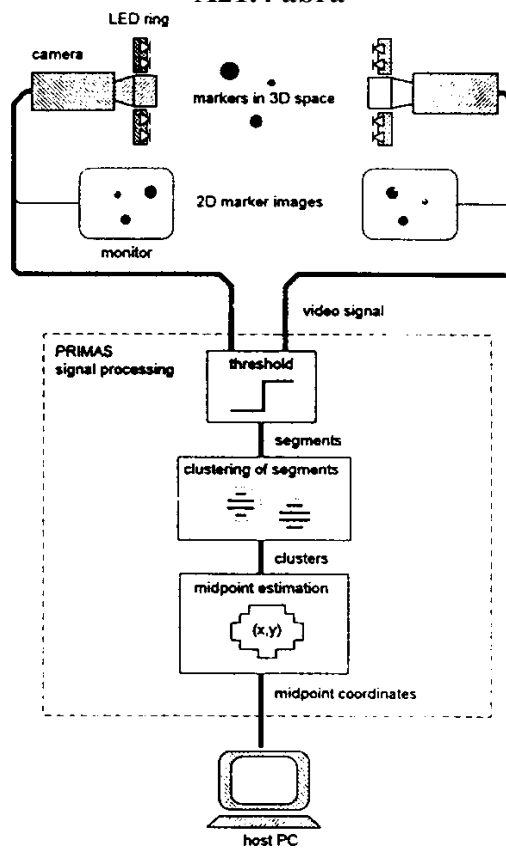 LED ring
camera
markers in 3D space
2D marker images
monitor
video signal
PRIMAS
signal processing
threshold
segments
clustering of segments
clusters
midpoint estimation
(x,y)
midpoint coordinates
host PC